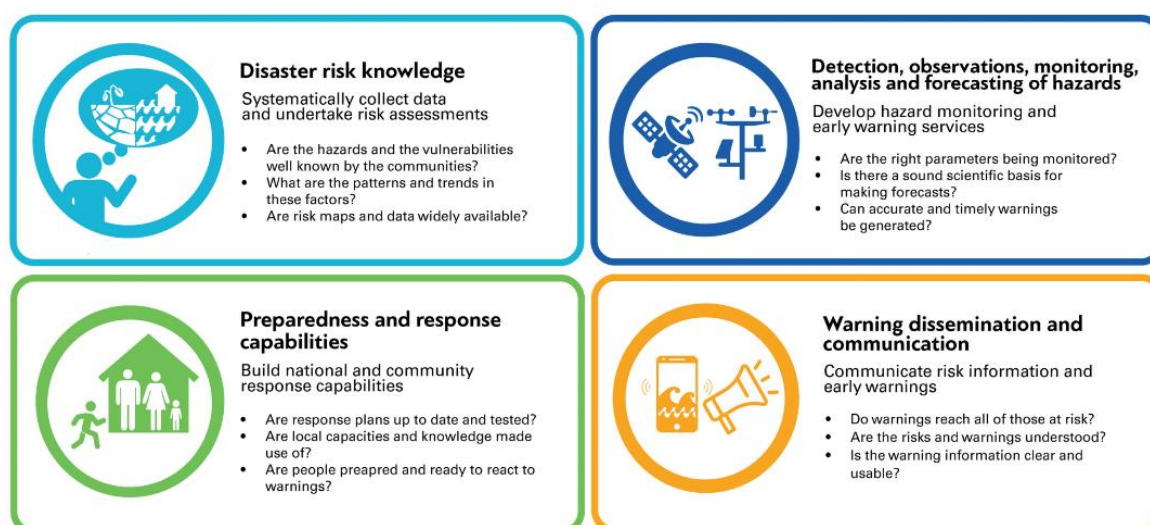 Disaster risk knowledge
Systematically collect data
and undertake risk assessments
• Are the hazards and the vulnerabilities
well known by the communities?
• What are the patterns and trends in
these factors?
• Are risk maps and data widely available?
Detection, observations, monitoring,
analysis and forecasting of hazards
Develop hazard monitoring and
early warning services
• Are the right parameters being monitored?
• Is there a sound scientific basis for
making forecasts?
• Can accurate and timely warnings
be generated?
Preparedness and response
capabilities
Build national and community
response capabilities
• Are response plans up to date and tested?
• Are local capacities and knowledge made
use of?
• Are people preapred and ready to react to
warnings?
Warning dissemination and
communication
Communicate risk information and
early warnings
• Do warnings reach all of those at risk?
• Are the risks and warnings understood?
• Is the warning information clear and
usable?